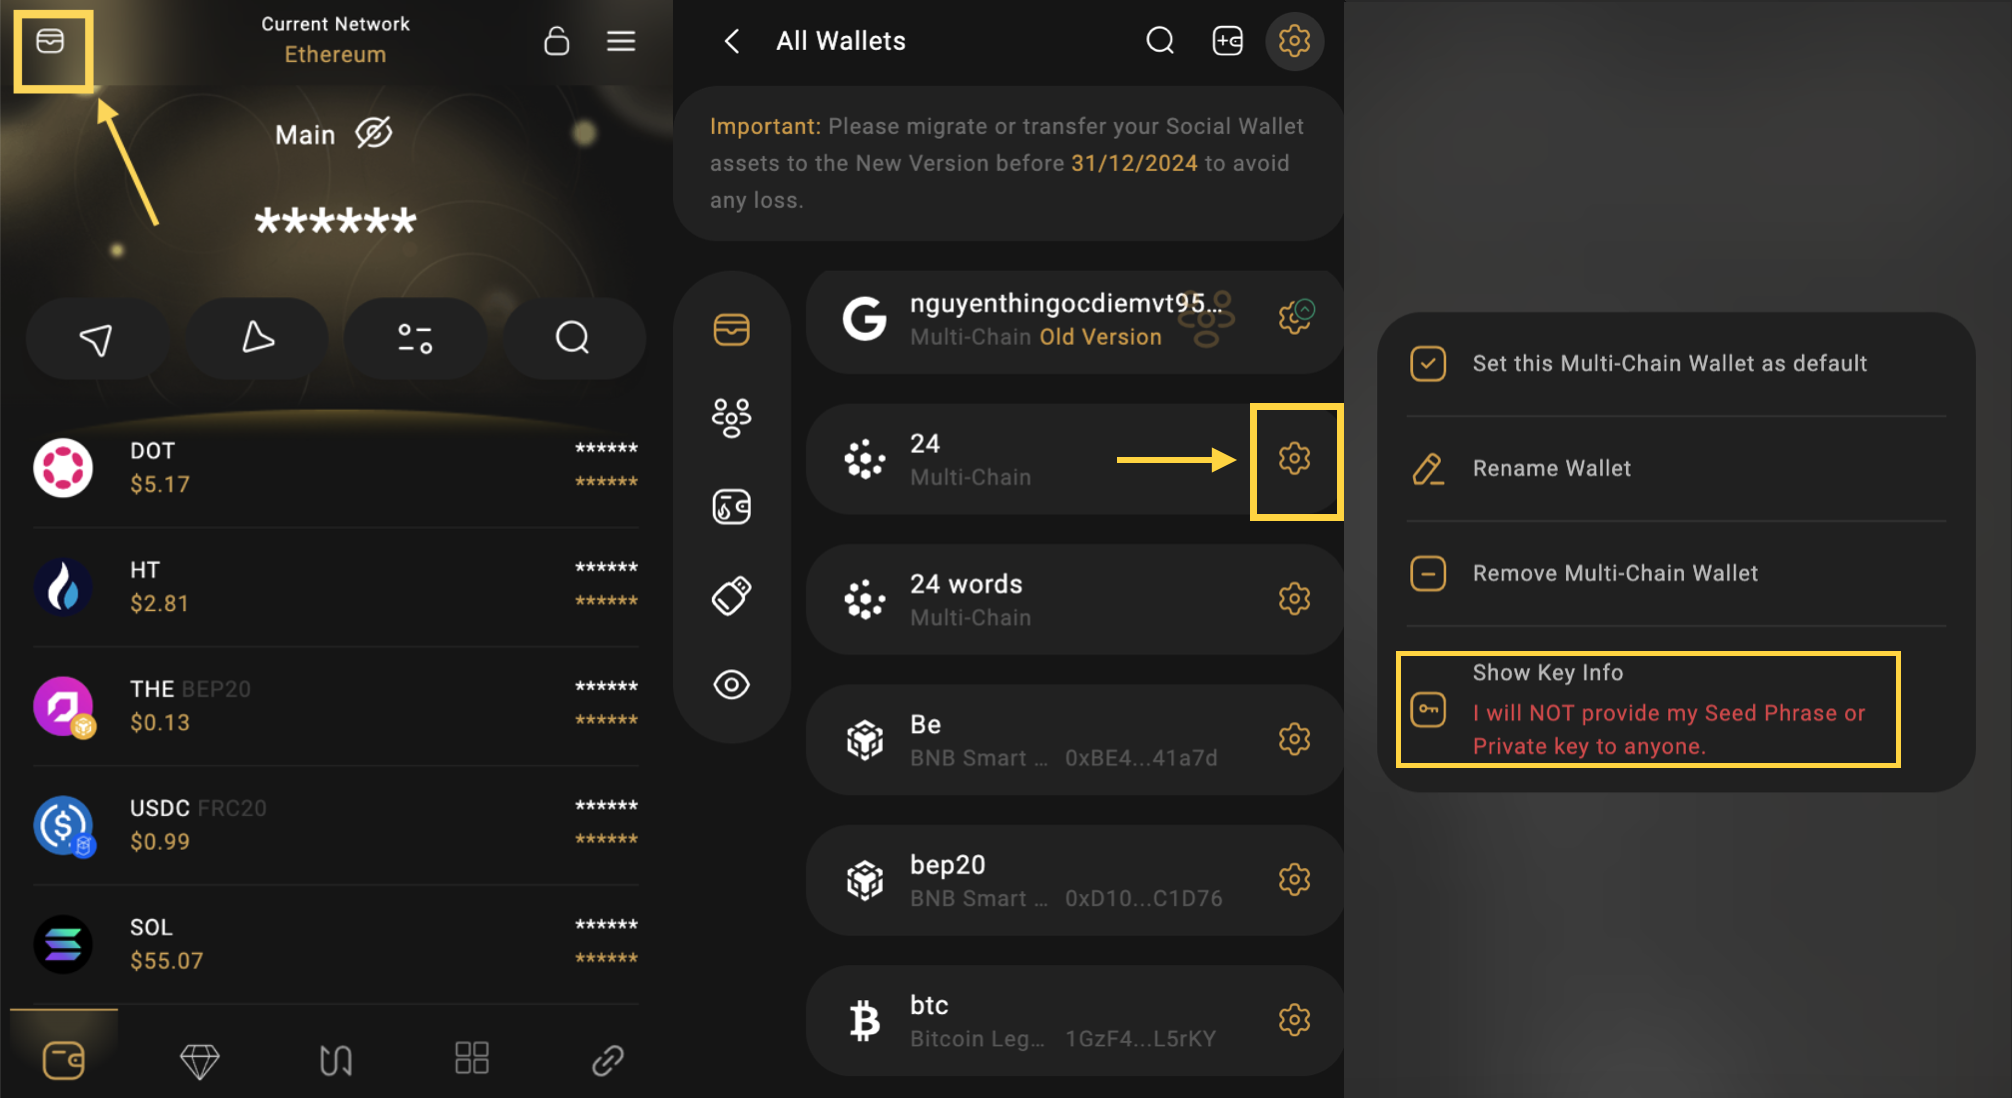 Current Network
Ethereum
Main
******
DOT
******
$5.17
******
HT
******
$2.81
******
THE BEP20
******
$0.13
******
USDC FRC20
******
$0.99
******
SOL
******
$55.07
******
All Wallets
Important: Please migrate or transfer your Social Wallet
assets to the New Version before 31/12/2024 to avoid
any loss.
nguyenthingocdiemvt95...
Multi-Chain Old Version
24
Multi-Chain
24 words
Multi-Chain
Be
BNB Smart ... 0xBE4...41a7d
bep20
BNB Smart ... 0xD10...C1D76
btc
Bitcoin Leg... 1GzF4...L5rKY
Set this Multi-Chain Wallet as default
Rename Wallet
Remove Multi-Chain Wallet
Show Key Info
I will NOT provide my Seed Phrase or
Private key to anyone.